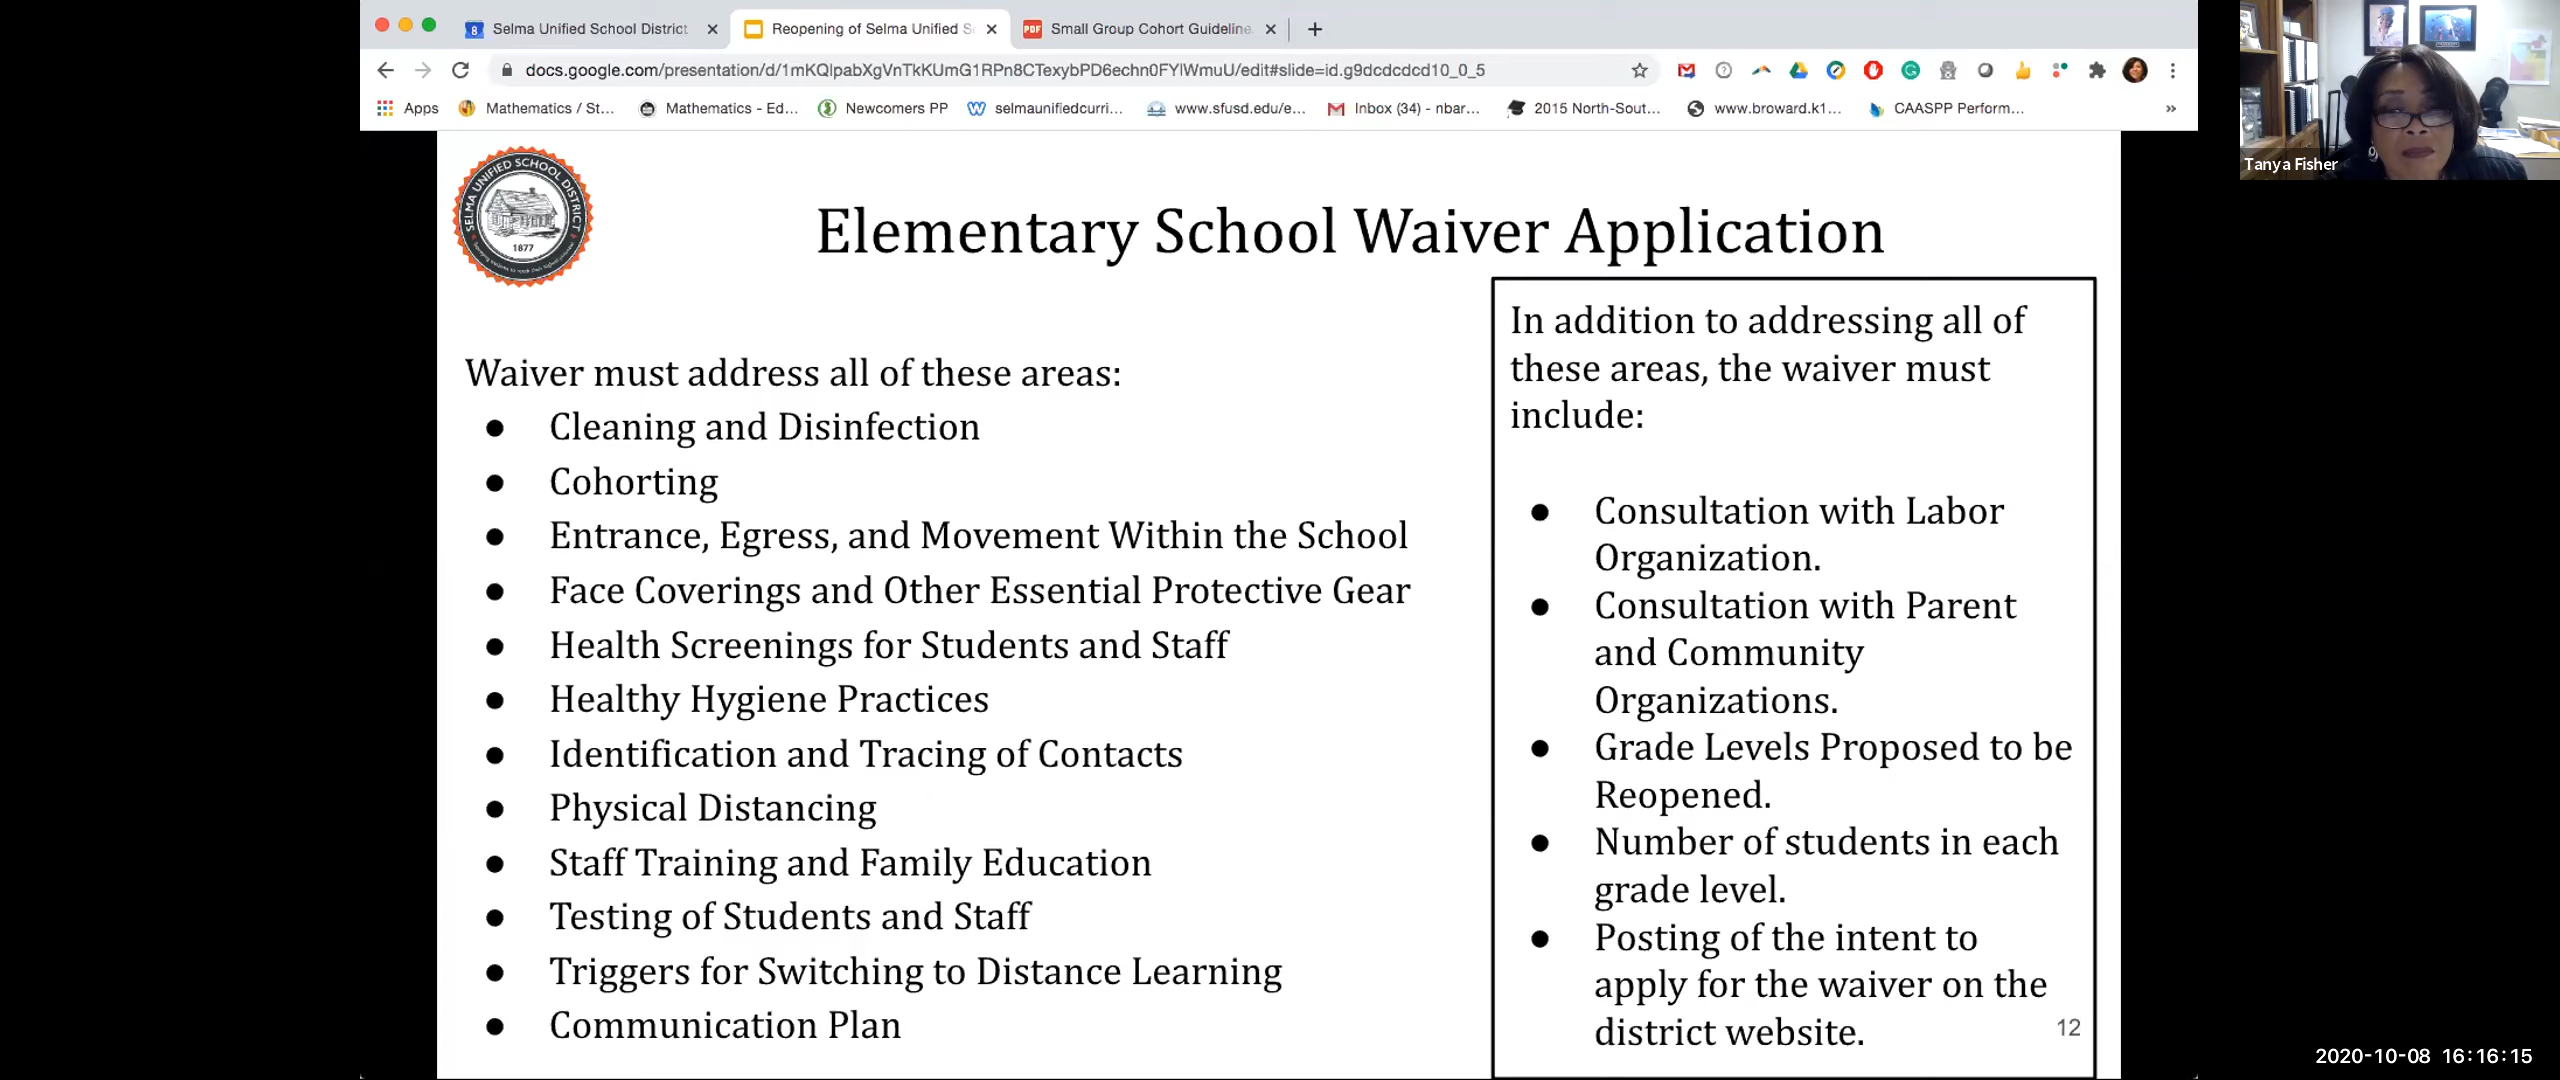 Selma Unified School District
Reopening of Selma Unified S
PDF
Small Group Cohort Guideline
docs.google.com/presentation/d/1mKQlpabXgVnTkKUmG1RPn8CTexybPD6echn0FYlWmuU/edit#slide=id.g9dcdcdcd10_0_5
Apps
Mathematics / St...
Mathematics - Ed...
Newcomers PP
selmaunifiedcurri...
www.sfusd.edu/e...
Inbox (34) - nbar...
2015 North-Sout...
www.broward.k1...
CAASPP Perform...
»
Tanya Fisher
SELMA UNIFIED SCHOOL DISTRICT
1877
Elementary School Waiver Application
Waiver must address all of these areas:
● Cleaning and Disinfection
● Cohorting
● Entrance, Egress, and Movement Within the School
● Face Coverings and Other Essential Protective Gear
● Health Screenings for Students and Staff
● Healthy Hygiene Practices
● Identification and Tracing of Contacts
● Physical Distancing
● Staff Training and Family Education
● Testing of Students and Staff
● Triggers for Switching to Distance Learning
● Communication Plan
In addition to addressing all of
these areas, the waiver must
include:
● Consultation with Labor
Organization.
● Consultation with Parent
and Community
Organizations.
● Grade Levels Proposed to be
Reopened.
● Number of students in each
grade level.
● Posting of the intent to
apply for the waiver on the
district website.
12
2020-10-08 16:16:15